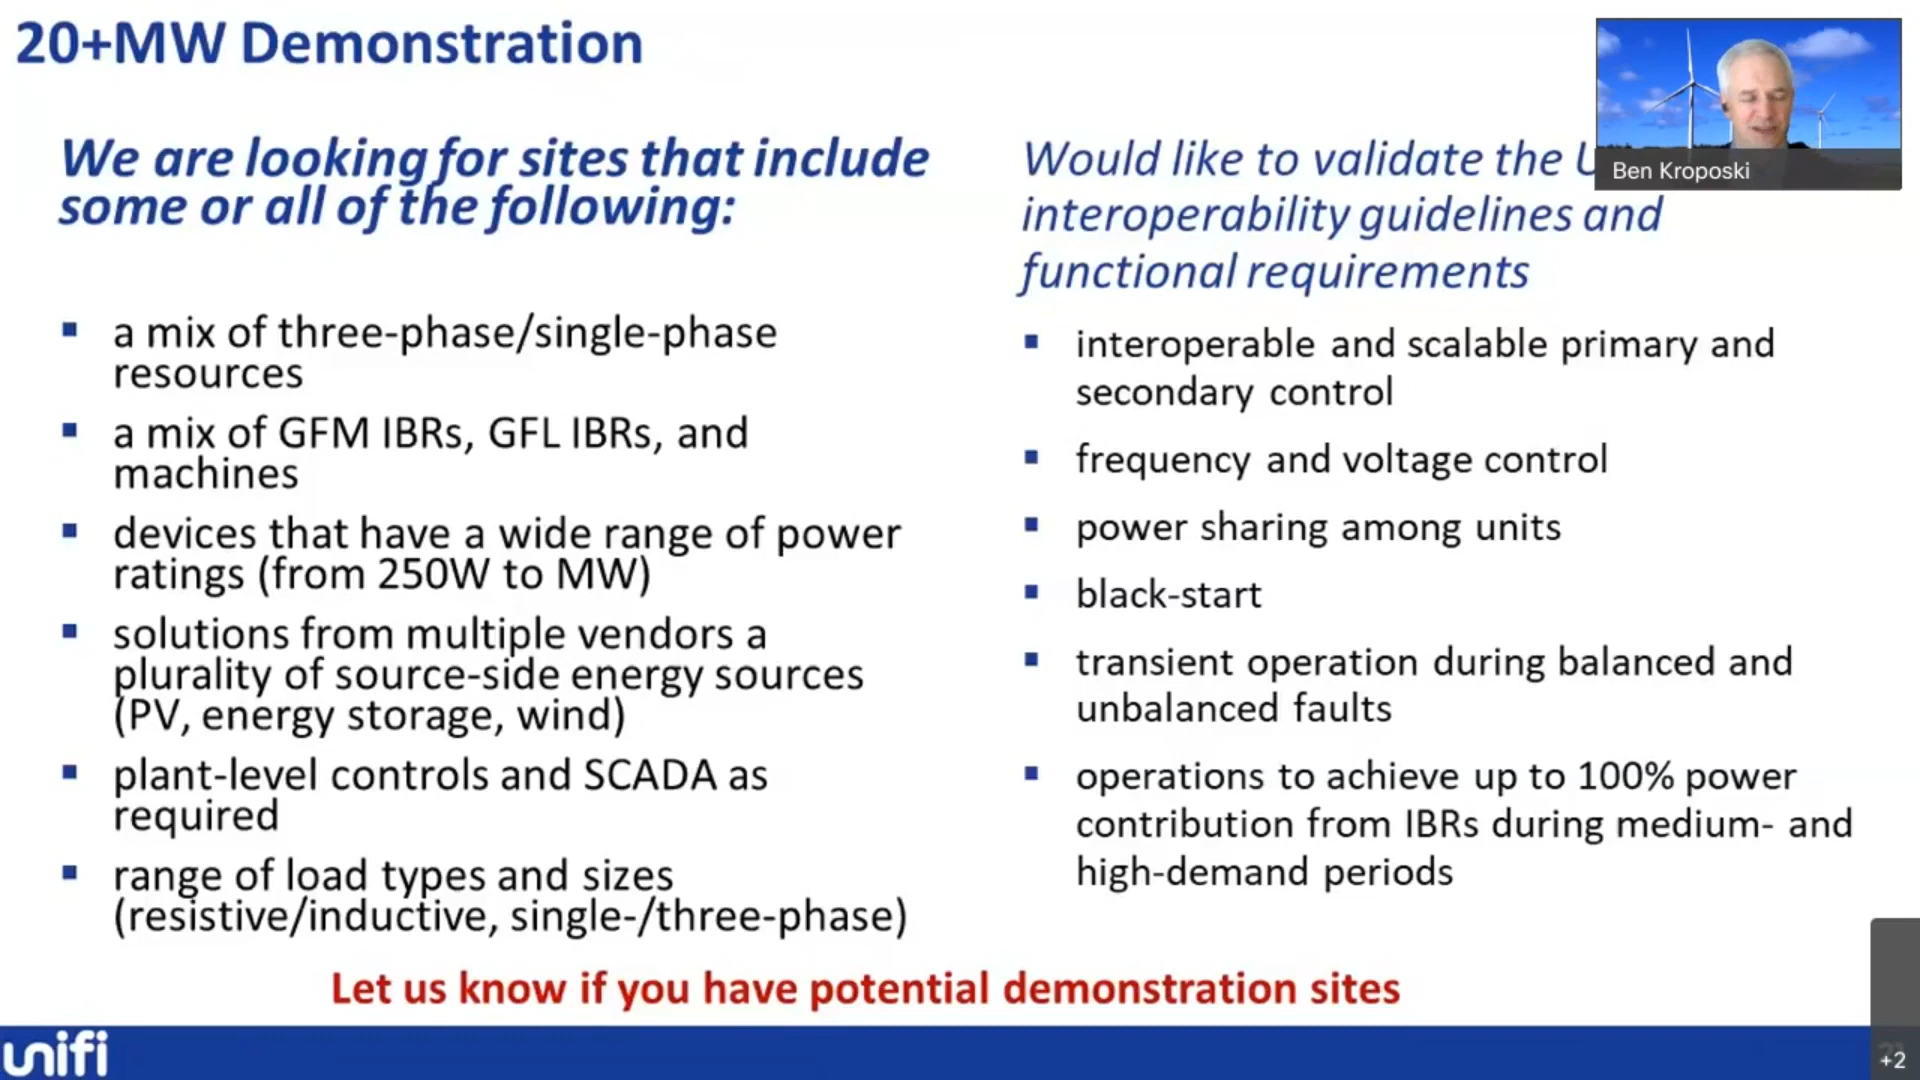 20+MW Demonstration
We are looking for sites that include
some or all of the following:
▪ a mix of three-phase/single-phase
resources
▪ a mix of GFM IBRs, GFL IBRs, and
machines
▪ devices that have a wide range of power
ratings (from 250W to MW)
▪ solutions from multiple vendors a
plurality of source-side energy sources
(PV, energy storage, wind)
▪ plant-level controls and SCADA as
required
▪ range of load types and sizes
(resistive/inductive, single-/three-phase)
Would like to validate the
interoperability guidelines and
functional requirements
▪ interoperable and scalable primary and
secondary control
▪ frequency and voltage control
▪ power sharing among units
▪ black-start
▪ transient operation during balanced and
unbalanced faults
▪ operations to achieve up to 100% power
contribution from IBRs during medium- and
high-demand periods
Ben Kroposki
Let us know if you have potential demonstration sites
unifi
+2